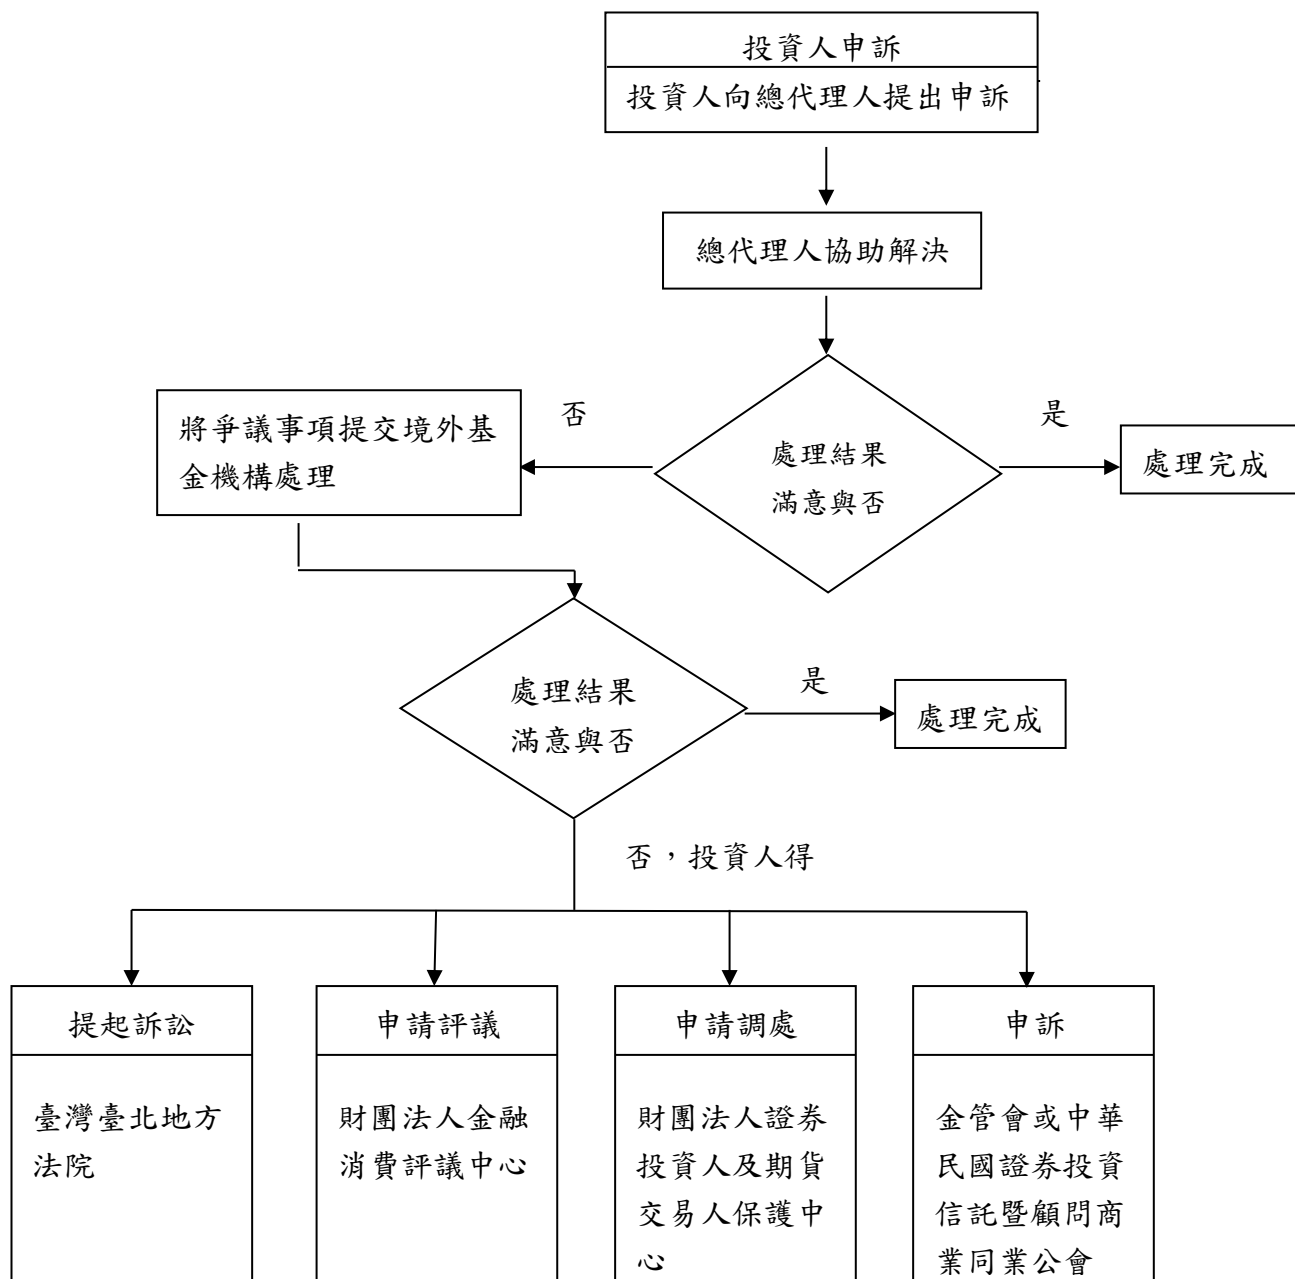 投資人申訴
投資人向總代理人提出申訴
總代理人協助解決
否
是
將爭議事項提交境外基
金機構處理
處理結果
滿意與否
處理完成
處理結果
滿意與否
是
處理完成
否，投資人得
提起訴訟
臺灣臺北地方
法院
申請評議
財團法人金融
消費評議中心
申請調處
財團法人證券
投資人及期貨
交易人保護中
心
申訴
金管會或中華
民國證券投資
信託暨顧問商
業同業公會